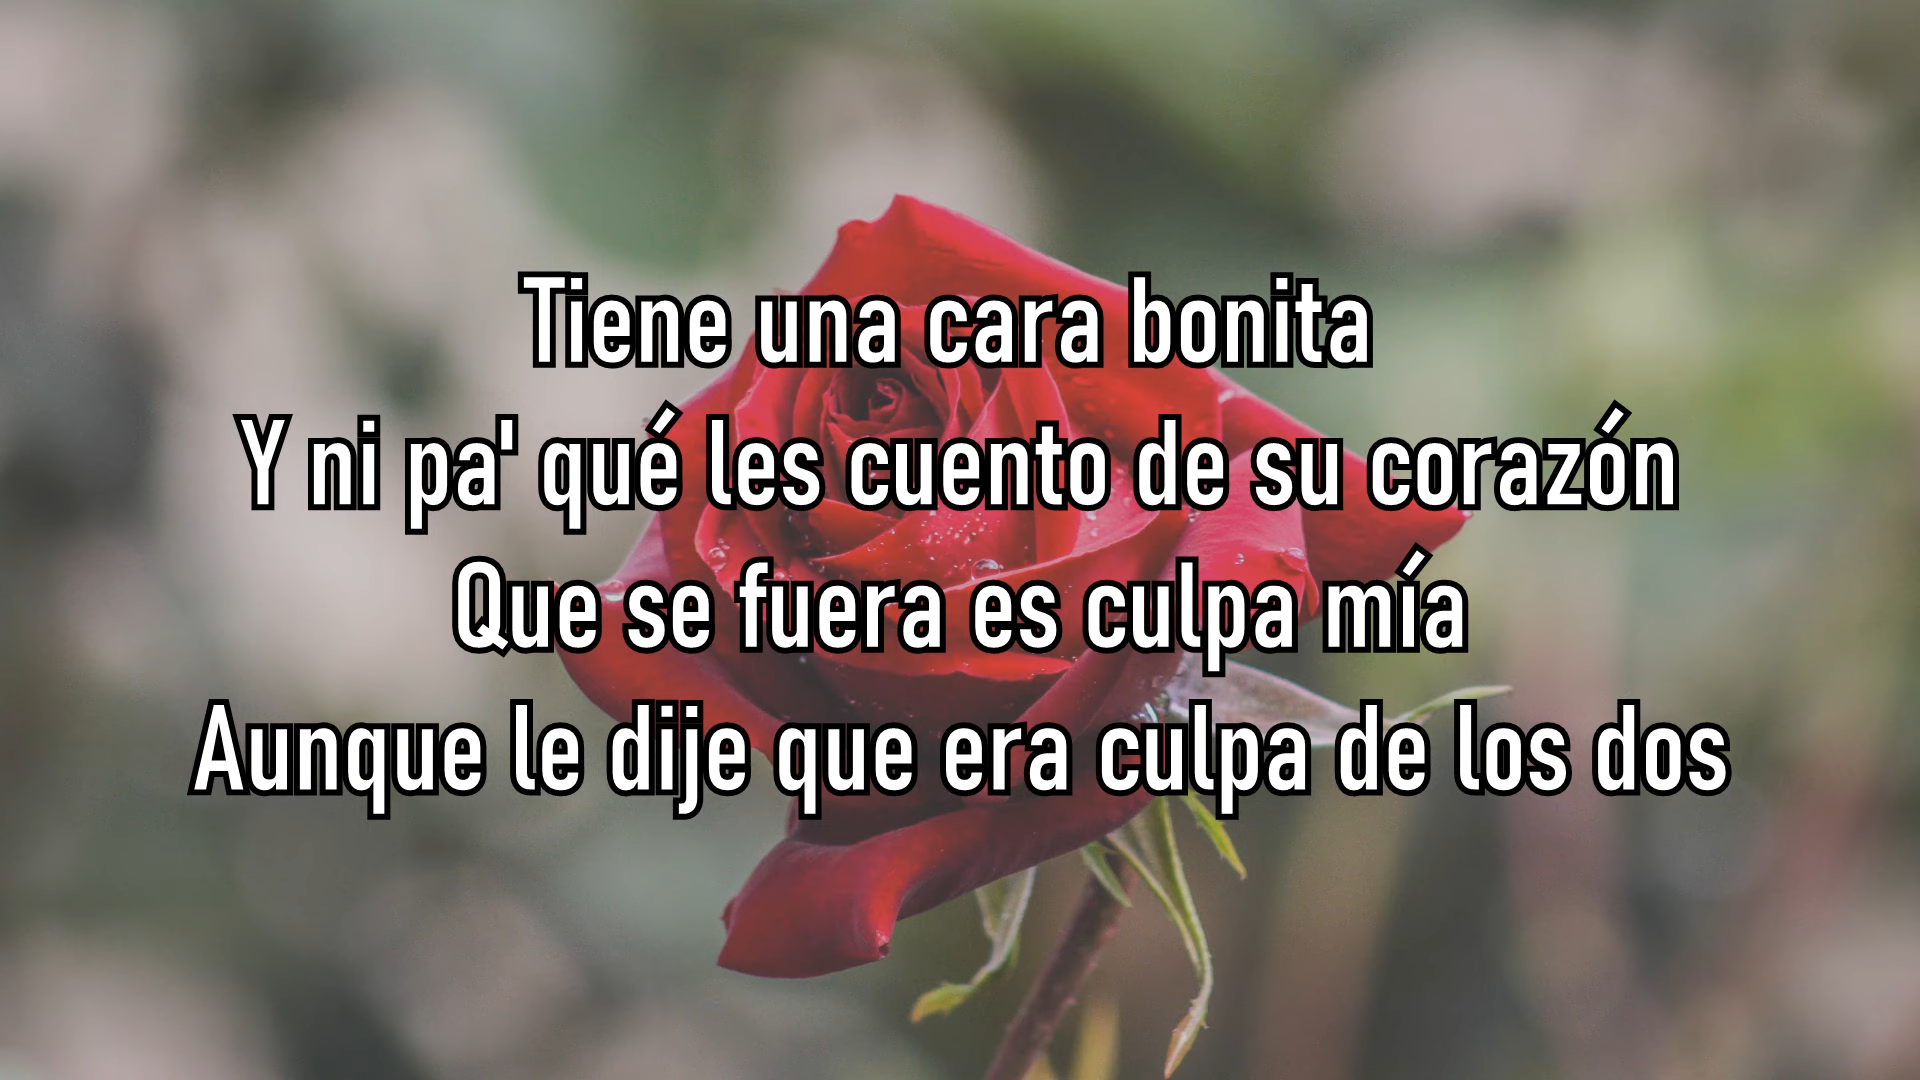 Tiene una cara bonita
Y ni pa' qué les cuento de su corazón
Que se fuera es culpa mía
Aunque le dije que era culpa de los dos